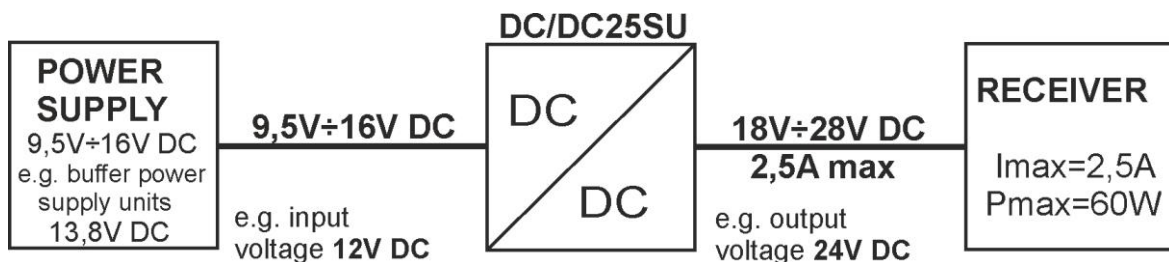 DC/DC25SU
POWER
SUPPLY
9,5V÷16V DC
e.g. buffer power
supply units
13,8V DC
9,5V÷16V DC
e.g. input
voltage 12V DC
DC
DC
18V÷28V DC
2,5A max
e.g. output
voltage 24V DC
RECEIVER
Imax=2,5A
Pmax=60W